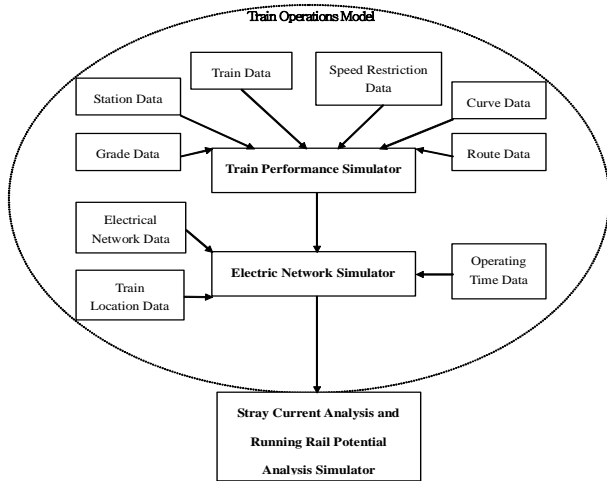 Train Operations Model
Train Data
Speed Restriction
Data
Station Data
Curve Data
Grade Data
Train Performance Simulator
Route Data
Electrical
Network Data
Electric Network Simulator
Operating
Time Data
Train
Location Data
Stray Current Analysis and
Running Rail Potential
Analysis Simulator